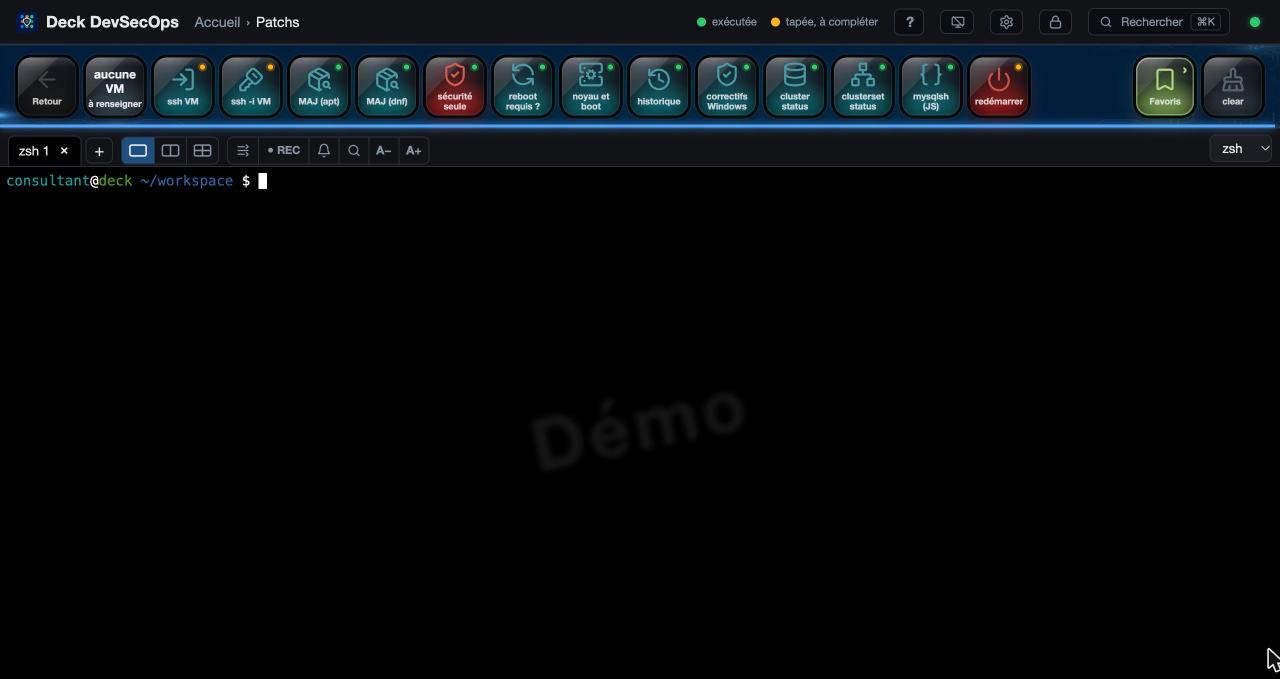 Deck DevSecOps Accueil › Patchs exécutée tapée, à compléter ? Rechercher ⌘K
Retour
aucune VM à renseigner
ssh VM
ssh -i VM
MAJ (apt)
MAJ (dnf)
sécurité seule
reboot requis ?
noyau et boot
historique
correctifs Windows
cluster status
clusterset status
mysqlsh (JS)
redémarrer
Favoris ›
clear
zsh 1 × + • REC A− A+ zsh
consultant@deck ~/workspace $
Démo